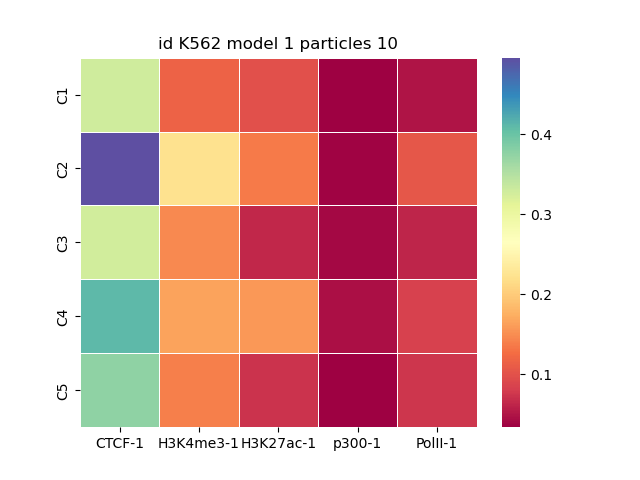 id K562 model 1 particles 10
C1
C2
C3
C4
C5
CTCF-1 H3K4me3-1 H3K27ac-1 p300-1 PolII-1
0.4
0.3
0.2
0.1